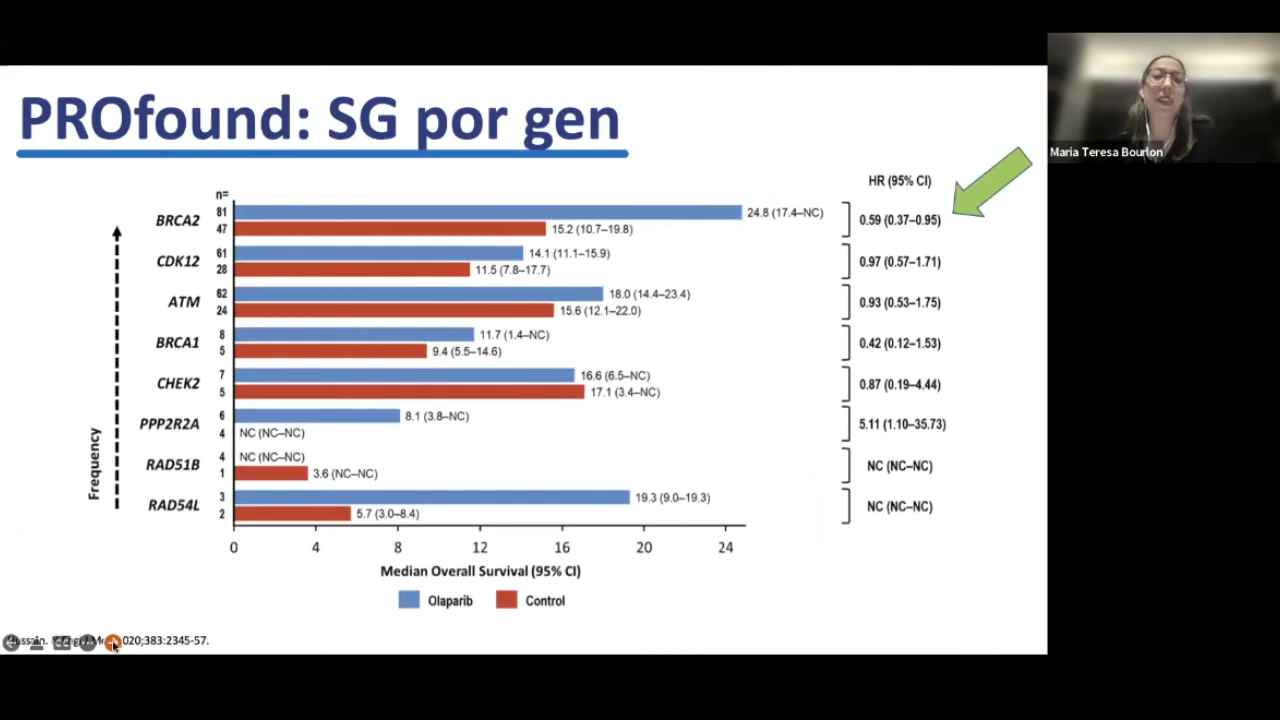 PROfound: SG por gen
Maria Teresa Bourlon
HR (95% CI)
n=
BRCA2 81 24.8 (17.4–NC) 0.59 (0.37–0.95)
47 15.2 (10.7–19.8)
CDK12 61 14.1 (11.1–15.9) 0.97 (0.57–1.71)
28 11.5 (7.8–17.7)
ATM 62 18.0 (14.4–23.4) 0.93 (0.53–1.75)
24 15.6 (12.1–22.0)
BRCA1 8 11.7 (1.4–NC) 0.42 (0.12–1.53)
5 9.4 (5.5–14.6)
CHEK2 7 16.6 (6.5–NC) 0.87 (0.19–4.44)
5 17.1 (3.4–NC)
PPP2R2A 6 8.1 (3.8–NC) 5.11 (1.10–35.73)
4 NC (NC–NC)
RAD51B 4 NC (NC–NC) NC (NC–NC)
1 3.6 (NC–NC)
RAD54L 3 19.3 (9.0–19.3) NC (NC–NC)
2 5.7 (3.0–8.4)
Frequency
0 4 8 12 16 20 24
Median Overall Survival (95% CI)
Olaparib Control
020;383:2345-57.